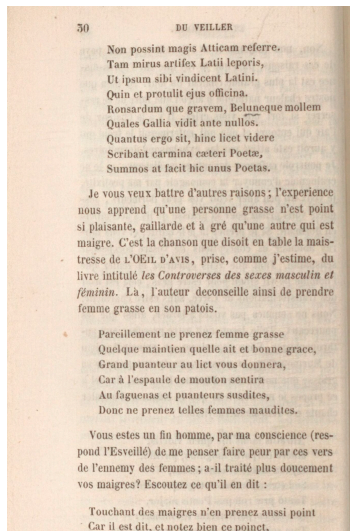 30 DU VEILLER
Non possint magis Atticam referre.
Tam mirus artifex Latii leporis,
Ut ipsum sibi vindicent Latini.
Quin et protulit ejus officina.
Ronsardum que gravem, Beluneque mollem
Quales Gallia vidit ante nullos.
Quantus ergo sit, hinc licet videre
Scribant carmina cæteri Poetæ,
Summos at facit hic unus Poetas.
Je vous veux battre d'autres raisons ; l'experience
nous apprend qu'une personne grasse n'est point
si plaisante, gaillarde et à gré qu'une autre qui est
maigre. C'est la chanson que disoit en table la mais-
tresse de L'OEIL D'AVIS, prise, comme j'estime, du
livre intitulé les Controverses des sexes masculin et
féminin. Là, l'auteur deconseille ainsi de prendre
femme grasse en son patois.
Pareillement ne prenez femme grasse
Quelque maintien quelle ait et bonne grace,
Grand puanteur au lict vous donnera,
Car à l'espaule de mouton sentira
Au faguenas et puanteurs susdites,
Donc ne prenez telles femmes maudites.
Vous estes un fin homme, par ma conscience (res-
pond l'Esveillé) de me penser faire peur par ces vers
de l'ennemy des femmes ; a-il traité plus doucement
vos maigres? Escoutez ce qu'il en dit :
Touchant des maigres n'en prenez aussi point
Car il est dit, et notez bien ce poinct,